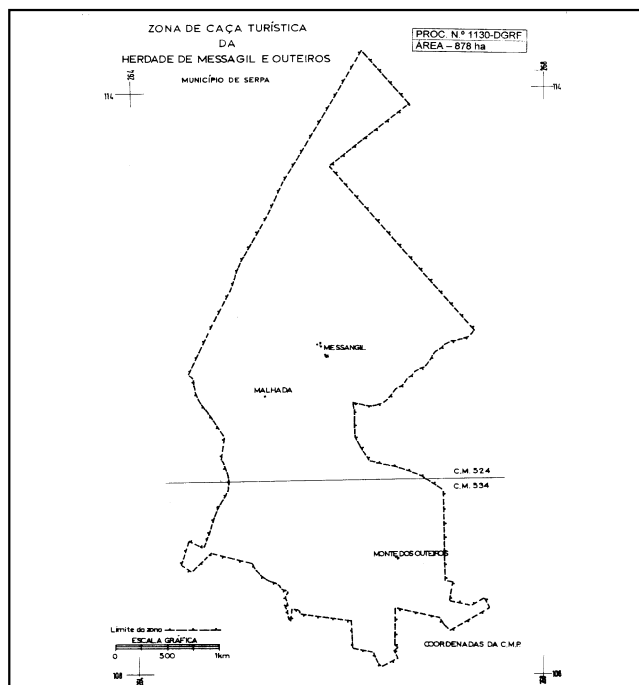 ZONA DE CAÇA TURÍSTICA
DA
HERDADE DE MESSAGIL E OUTEIROS
MUNICÍPIO DE SERPA
PROC. N.º 1130-DGRF
ÁREA – 878 ha
264
114
268
114
MESSANGIL
MALHADA
C.M. 524
C.M. 534
MONTE DOS OUTEIROS
Limite da zona
ESCALA GRÁFICA
0 500 1km
COORDENADAS DA C.M.P.
108
108